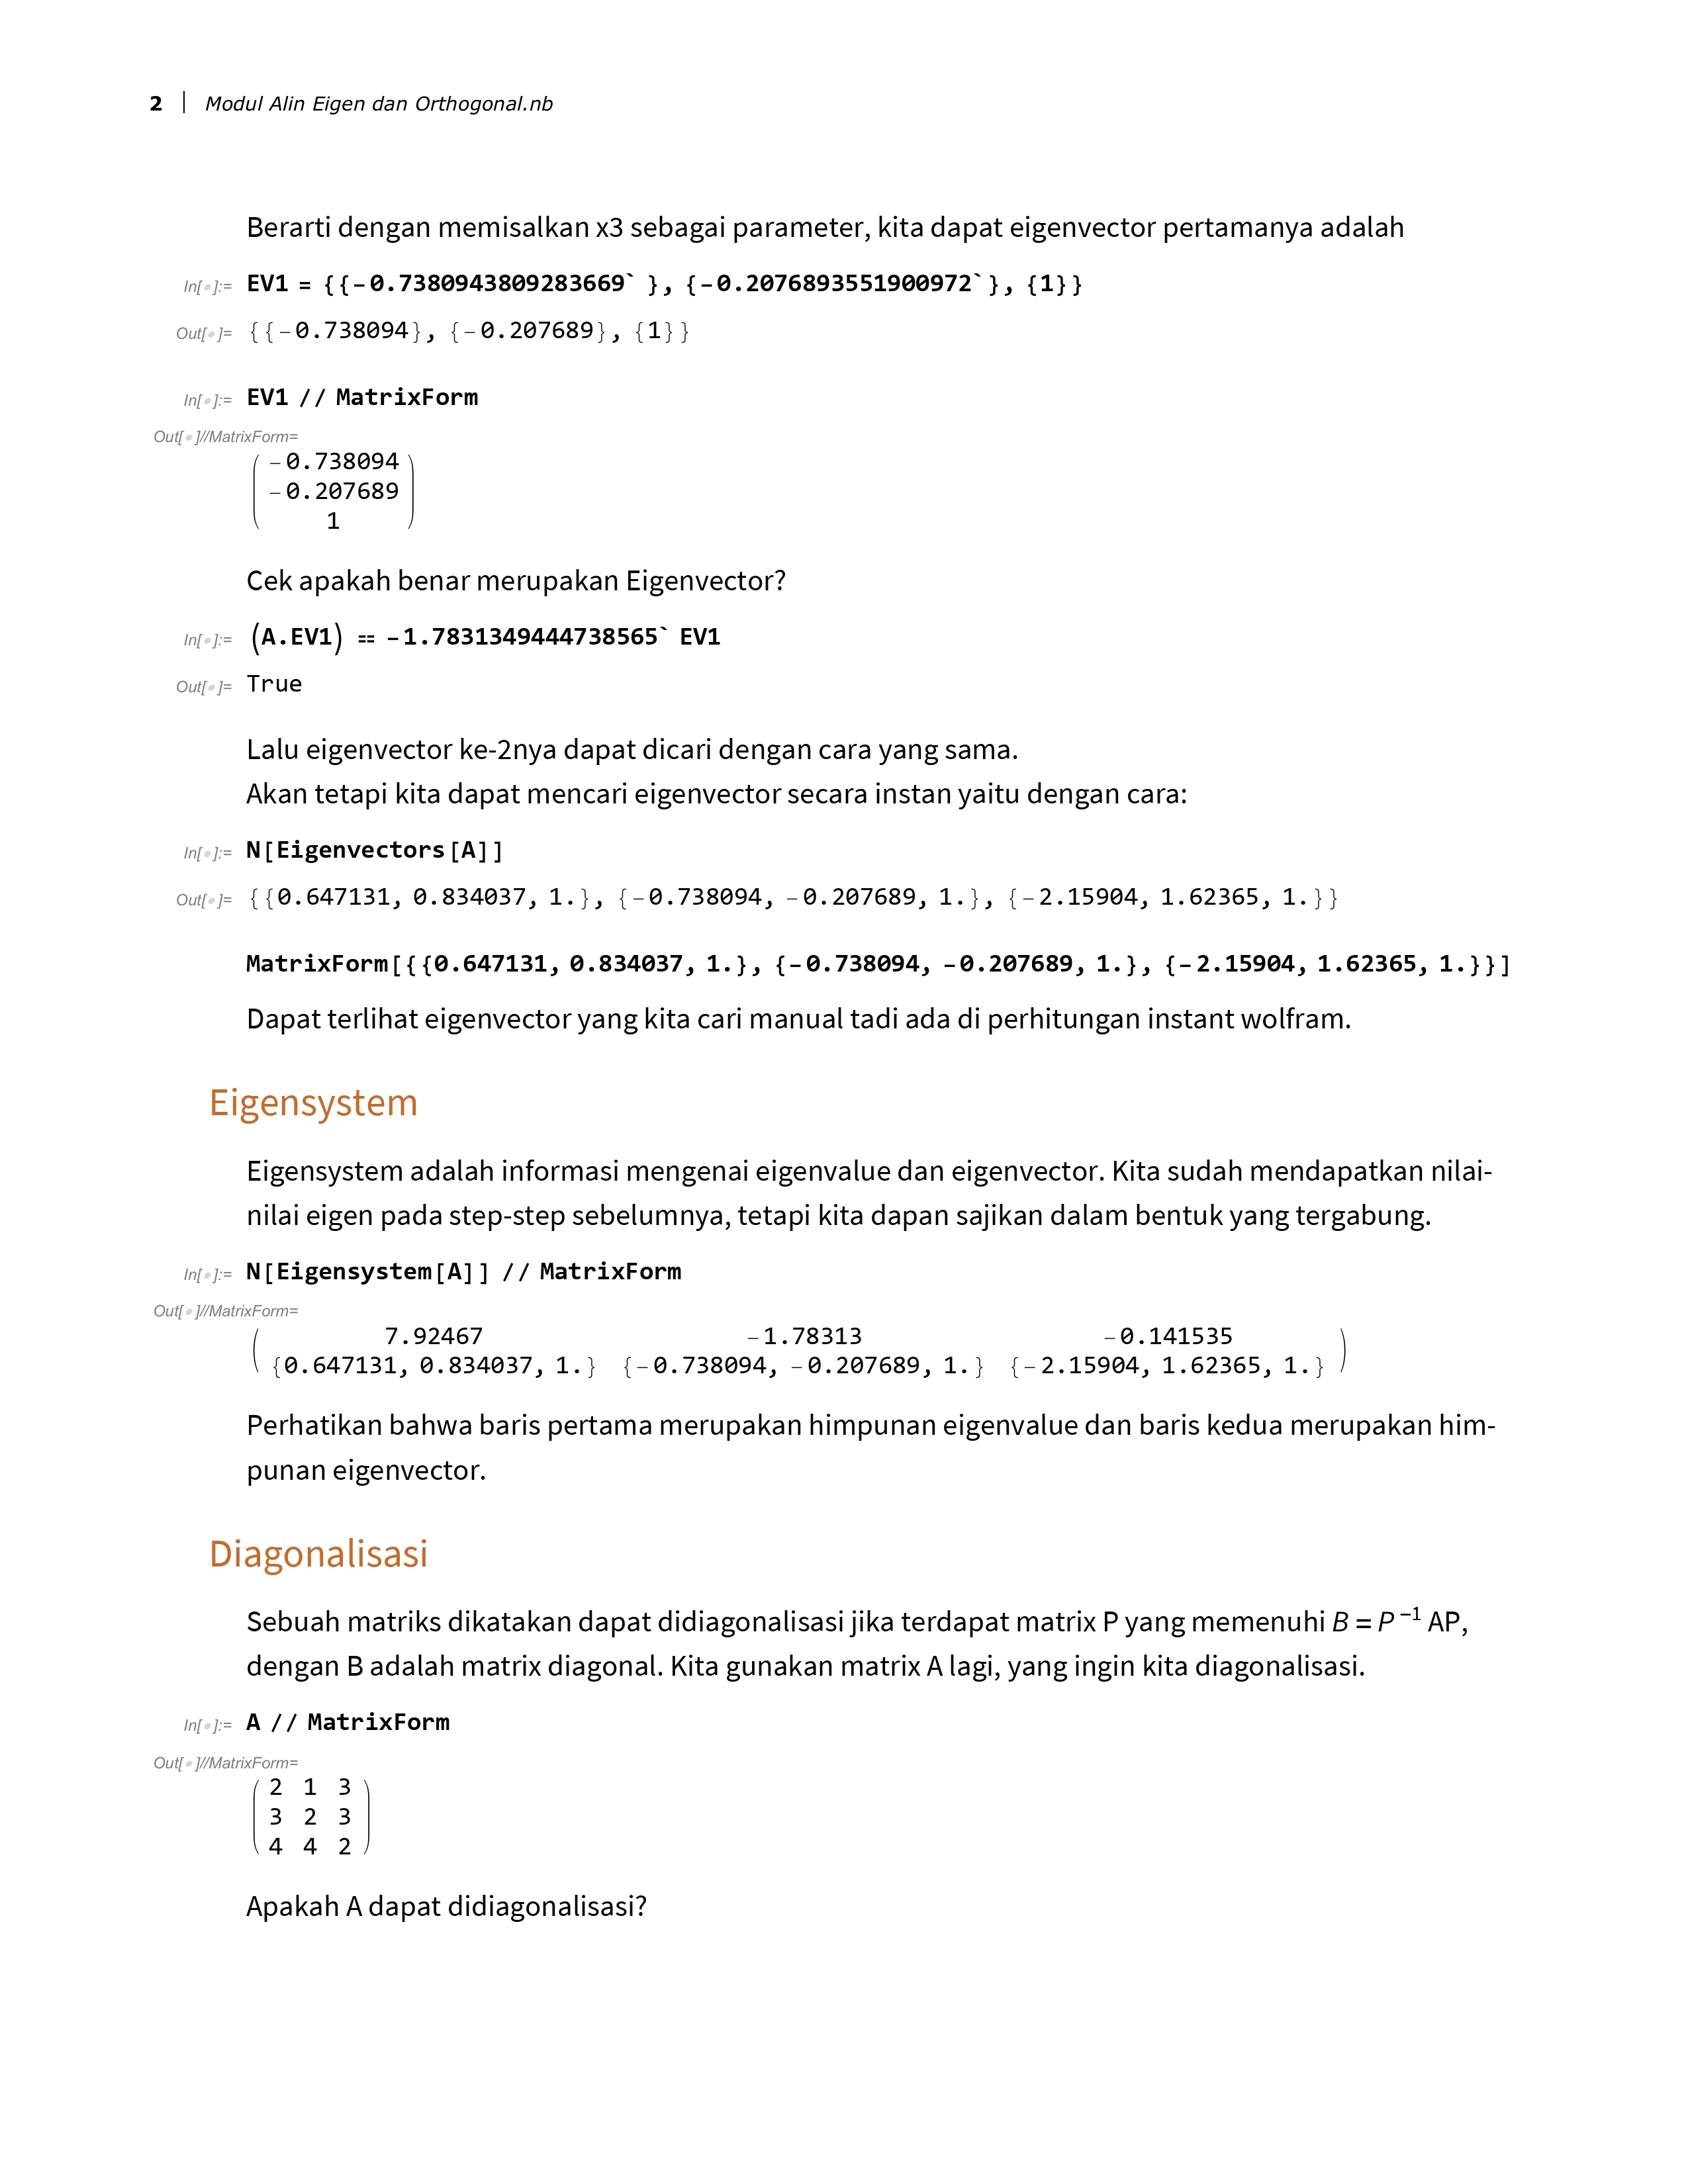 2 | Modul Alin Eigen dan Orthogonal.nb
Berarti dengan memisalkan x3 sebagai parameter, kita dapat eigenvector pertamanya adalah
In[●]:= EV1 = {{-0.7380943809283669` }, {-0.2076893551900972`}, {1}}
Out[●]= {{-0.738094}, {-0.207689}, {1}}
In[●]:= EV1 // MatrixForm
Out[●]//MatrixForm=
-0.738094
-0.207689
1
Cek apakah benar merupakan Eigenvector?
In[●]:= (A.EV1) == -1.7831349444738565` EV1
Out[●]= True
Lalu eigenvector ke-2nya dapat dicari dengan cara yang sama.
Akan tetapi kita dapat mencari eigenvector secara instan yaitu dengan cara:
In[●]:= N[Eigenvectors[A]]
Out[●]= {{0.647131, 0.834037, 1.}, {-0.738094, -0.207689, 1.}, {-2.15904, 1.62365, 1.}}
MatrixForm[{{0.647131, 0.834037, 1.}, {-0.738094, -0.207689, 1.}, {-2.15904, 1.62365, 1.}}]
Dapat terlihat eigenvector yang kita cari manual tadi ada di perhitungan instant wolfram.
Eigensystem
Eigensystem adalah informasi mengenai eigenvalue dan eigenvector. Kita sudah mendapatkan nilai-
nilai eigen pada step-step sebelumnya, tetapi kita dapan sajikan dalam bentuk yang tergabung.
In[●]:= N[Eigensystem[A]] // MatrixForm
Out[●]//MatrixForm=
7.92467 -1.78313 -0.141535
{0.647131, 0.834037, 1.} {-0.738094, -0.207689, 1.} {-2.15904, 1.62365, 1.}
Perhatikan bahwa baris pertama merupakan himpunan eigenvalue dan baris kedua merupakan him-
punan eigenvector.
Diagonalisasi
Sebuah matriks dikatakan dapat didiagonalisasi jika terdapat matrix P yang memenuhi B = P⁻¹ AP,
dengan B adalah matrix diagonal. Kita gunakan matrix A lagi, yang ingin kita diagonalisasi.
In[●]:= A // MatrixForm
Out[●]//MatrixForm=
2 1 3
3 2 3
4 4 2
Apakah A dapat didiagonalisasi?